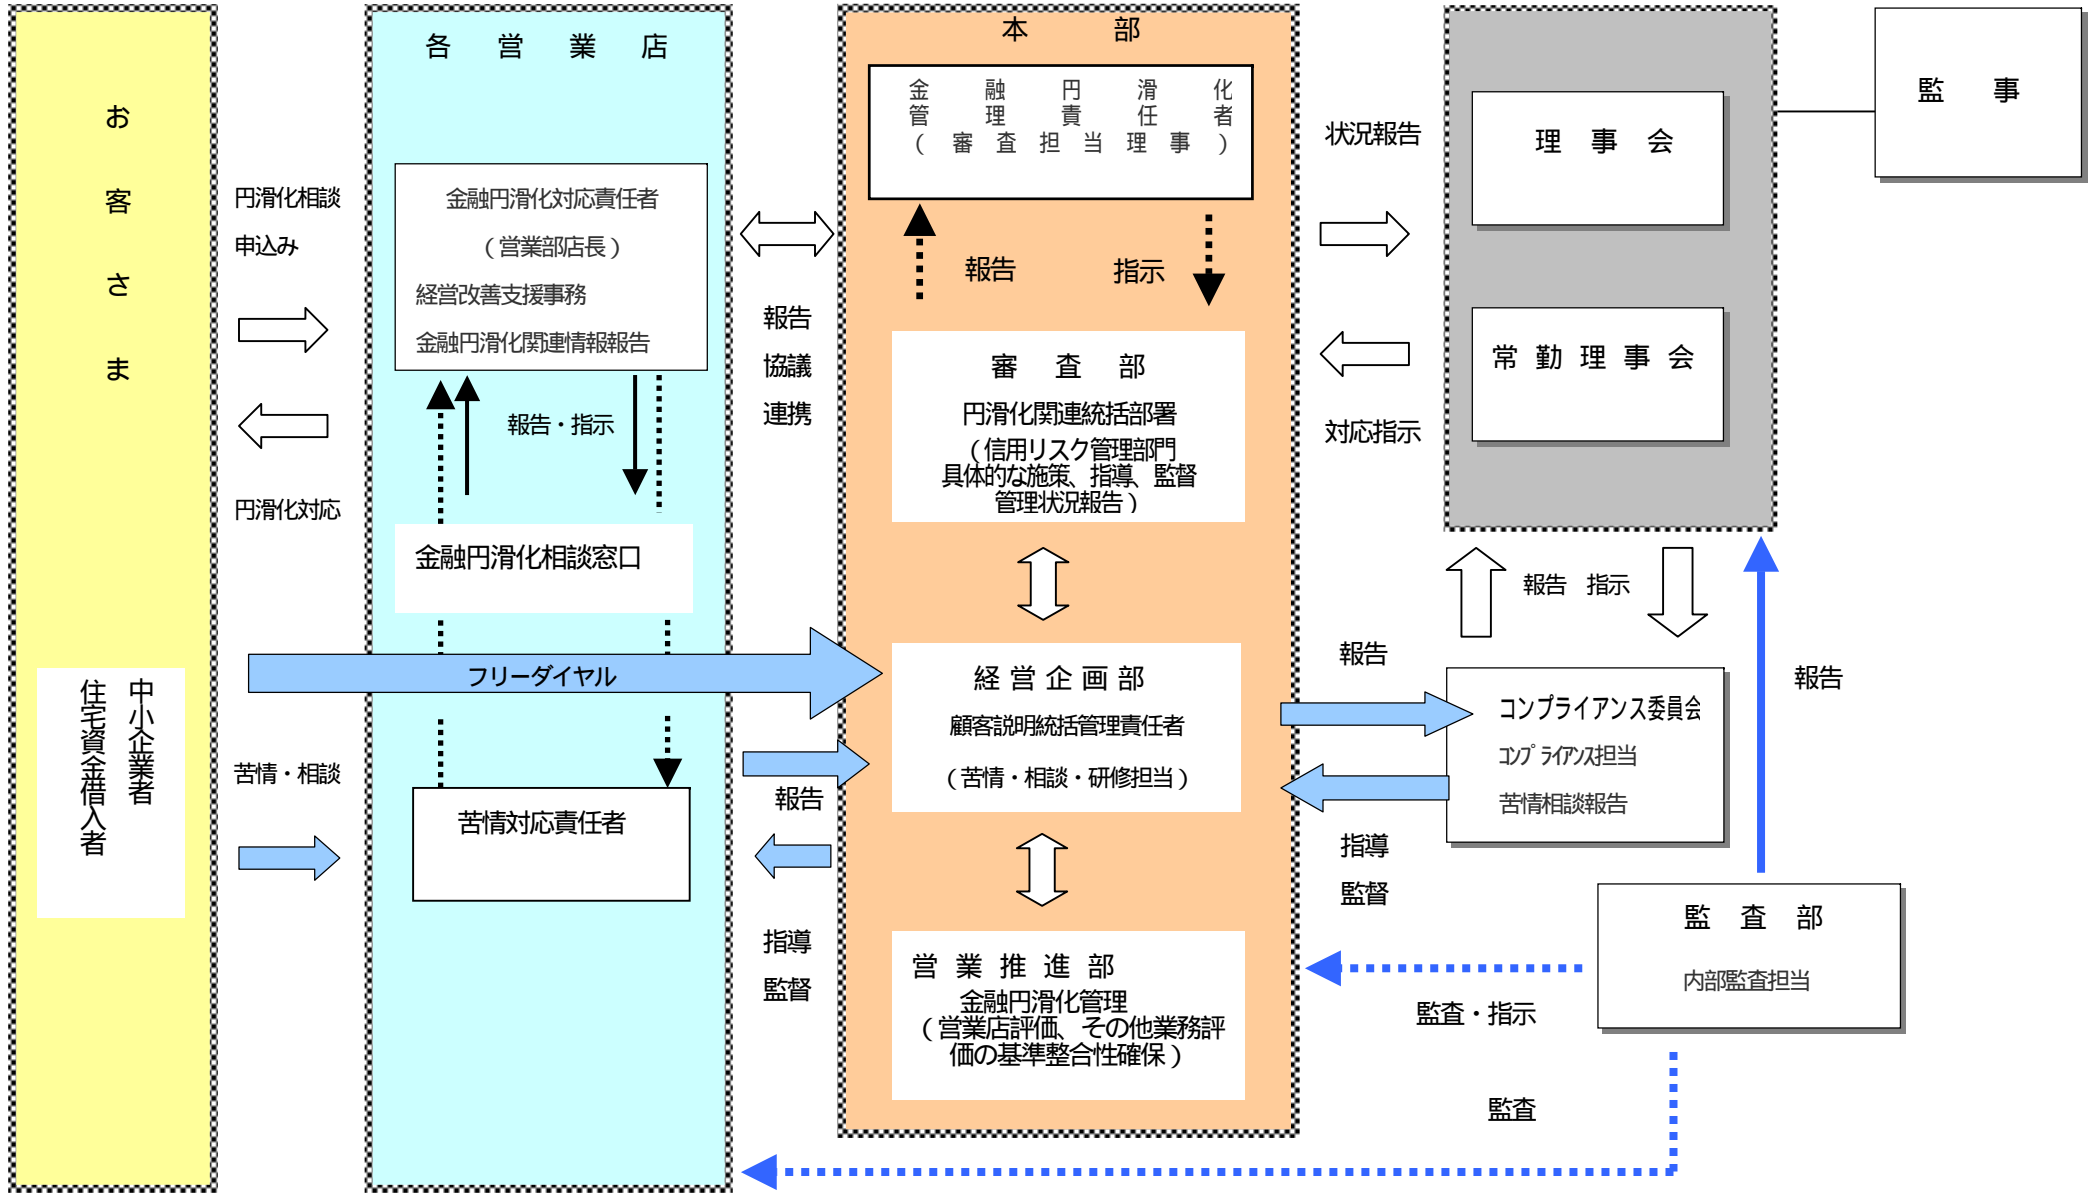 お客さま
中小企業者
住宅資金借入者
円滑化相談
申込み
円滑化対応
苦情・相談
各営業店
金融円滑化対応責任者
（営業部店長）
経営改善支援事務
金融円滑化関連情報報告
報告・指示
金融円滑化相談窓口
フリーダイヤル
苦情対応責任者
報告
協議
連携
報告
指導
監督
本部
金融円滑化
管理責任者
（審査担当理事）
報告
指示
審査部
円滑化関連統括部署
（信用リスク管理部門
具体的な施策、指導、監督
管理状況報告）
経営企画部
顧客説明統括管理責任者
（苦情・相談・研修担当）
営業推進部
金融円滑化管理
（営業店評価、その他業務評
価の基準整合性確保）
状況報告
対応指示
理事会
常勤理事会
監事
報告
指示
報告
コンプライアンス委員会
コンプライアンス担当
苦情相談報告
指導
監督
報告
監査部
内部監査担当
監査・指示
監査